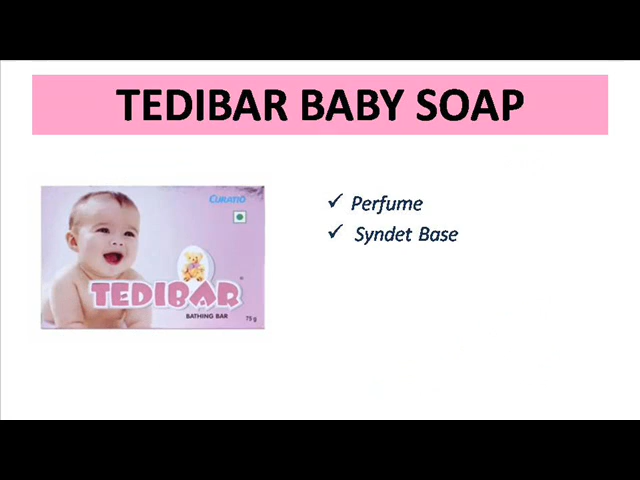 TEDIBAR BABY SOAP
✓ Perfume
✓ Syndet Base
CURATIO
TEDIBAR
BATHING BAR
75 g